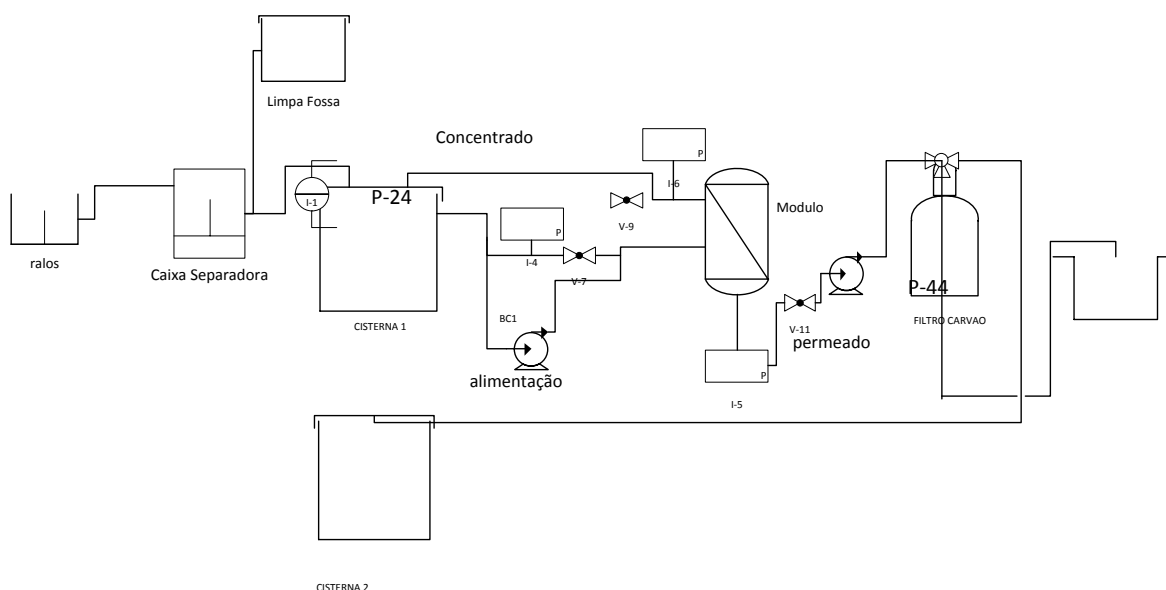 Limpa Fossa
Concentrado
P
I-6
I-1
P-24
V-9
Modulo
ralos
Caixa Separadora
P
I-4
V-7
CISTERNA 1
BC1
alimentação
V-11
permeado
P
I-5
P-44
FILTRO CARVAO
CISTERNA 2